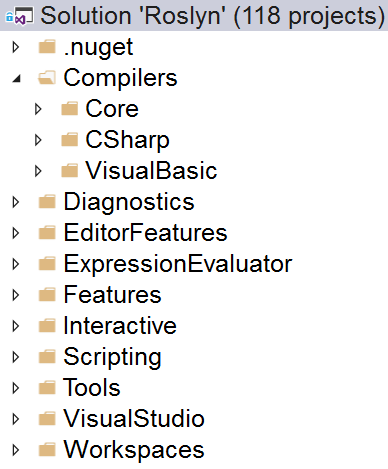 Solution 'Roslyn' (118 projects)
.nuget
Compilers
Core
CSharp
VisualBasic
Diagnostics
EditorFeatures
ExpressionEvaluator
Features
Interactive
Scripting
Tools
VisualStudio
Workspaces